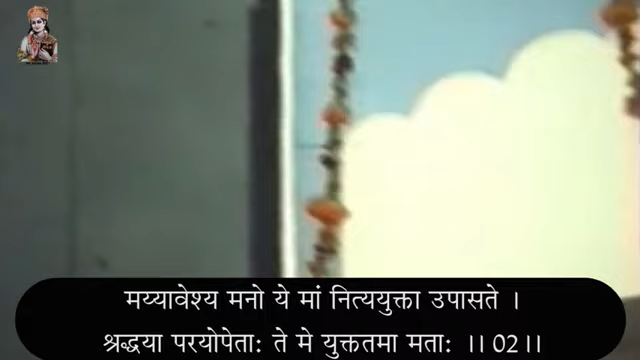 मय्यावेश्य मनो ये मां नित्ययुक्ता उपासते ।
श्रद्धया परयोपेताः ते मे युक्ततमा मताः ।। 02।।